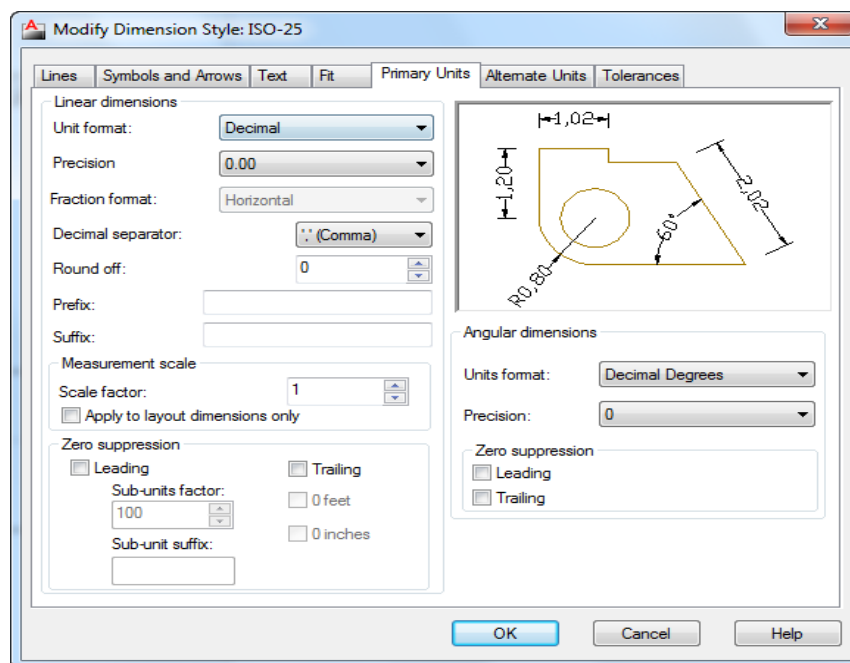 Modify Dimension Style: ISO-25
Lines Symbols and Arrows Text Fit Primary Units Alternate Units Tolerances
Linear dimensions
Unit format: Decimal
Precision 0.00
Fraction format: Horizontal
Decimal separator: ',' (Comma)
Round off: 0
Prefix:
Suffix:
Measurement scale
Scale factor: 1
Apply to layout dimensions only
Zero suppression
Leading Trailing
Sub-units factor: 0 feet
100
0 inches
Sub-unit suffix:
1,02
1,20
2,02
60°
R0,80
Angular dimensions
Units format: Decimal Degrees
Precision: 0
Zero suppression
Leading
Trailing
OK Cancel Help